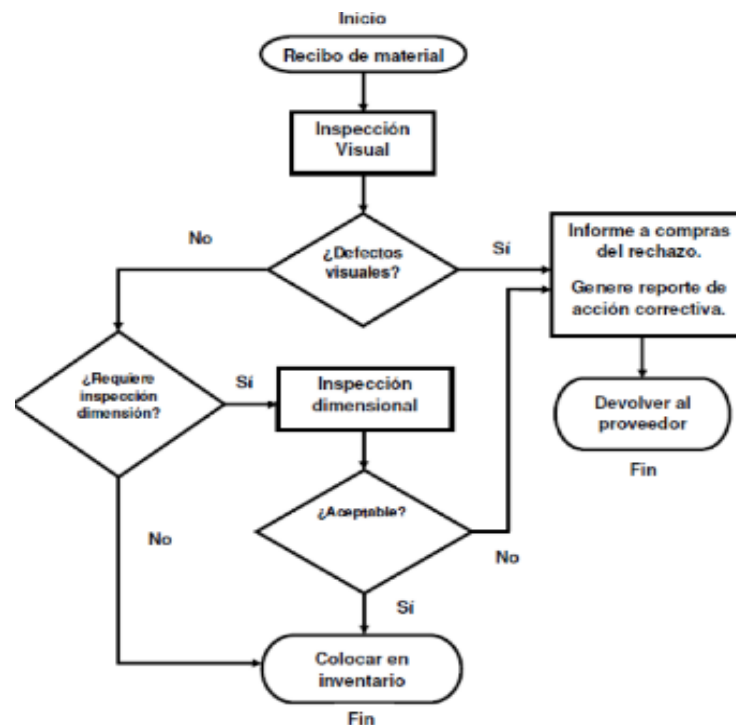 Inicio
Recibo de material
Inspección
Visual
¿Defectos
visuales?
No
Sí
Informe a compras
del rechazo.
Genere reporte de
acción correctiva.
¿Requiere
inspección
dimensión?
Sí
Inspección
dimensional
Devolver al
proveedor
Fin
¿Aceptable?
No
No
Sí
Colocar en
inventario
Fin